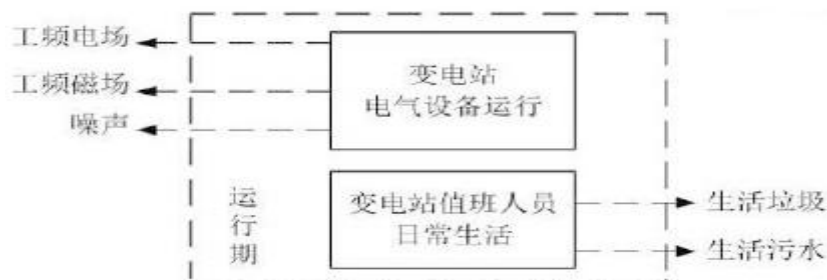 工频电场
工频磁场
噪声
变电站
电气设备运行
运行期
变电站值班人员
日常生活
生活垃圾
生活污水